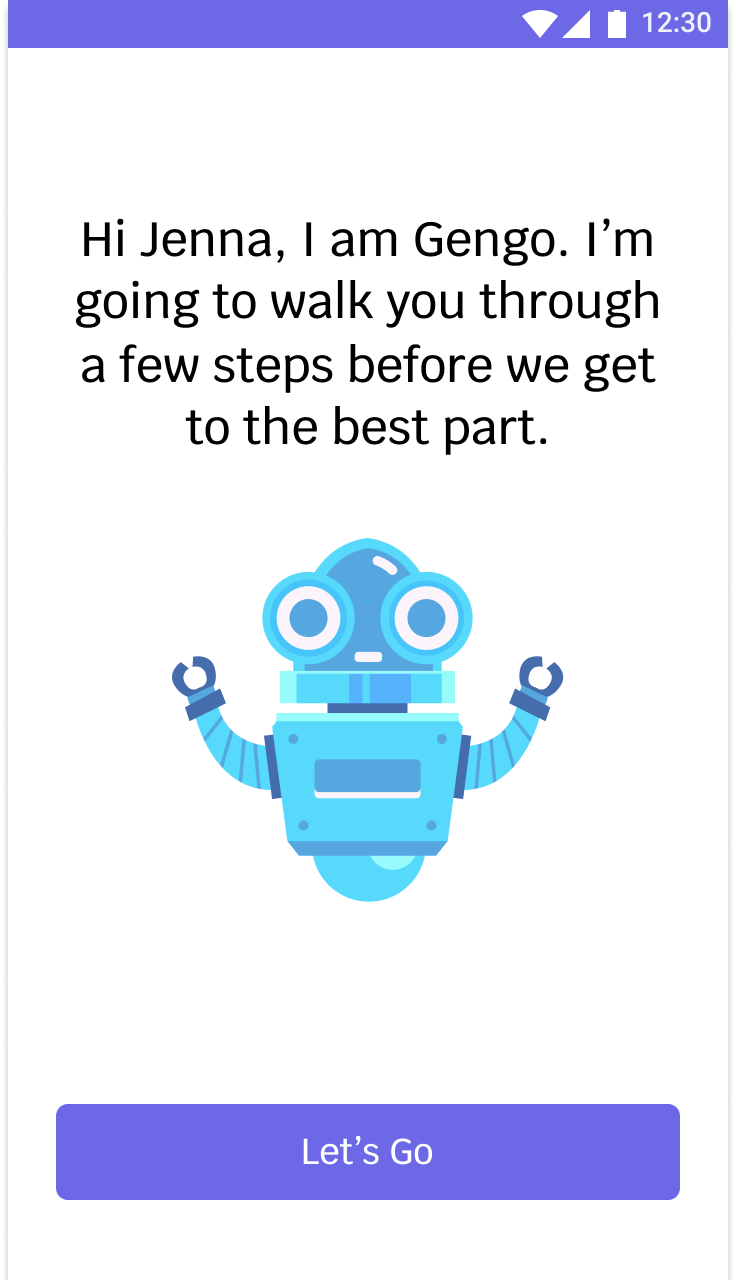 12:30
Hi Jenna, I am Gengo. I’m
going to walk you through
a few steps before we get
to the best part.
Let’s Go